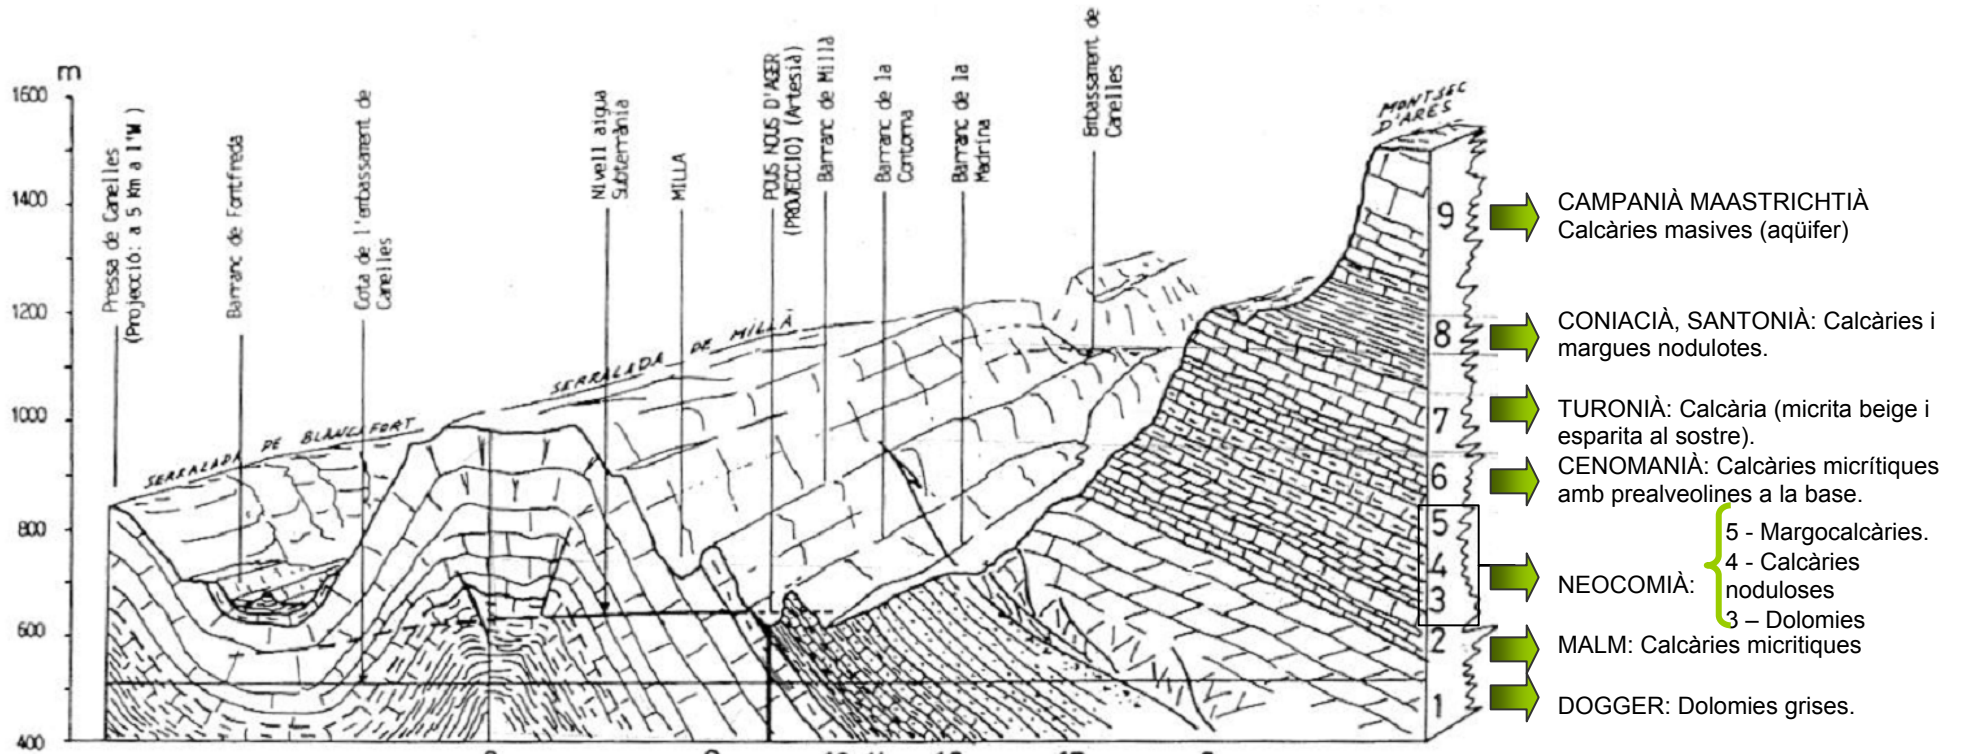 m
1600
1400
1200
1000
800
600
400
Pressa de Canelles
(Projecció: a 5 Km a l'W)
Barranc de Fontfreda
Cota de l'embassament de
Canelles
Nivell aigua
Subterrània
MILLA
POUS NOUS D'AGER
(PROJECCIO) (Artesià)
Barranc de Millà
Barranc de la
Contorna
Barranc de la
Madrina
Embassament de
Canelles
MONTSEC
D'ARES
SERRALADA DE BLANCAFORT
SERRALADA DE MILLÀ
9
8
7
6
5
4
3
2
1
CAMPANIÀ MAASTRICHTIÀ
Calcàries masives (aqüifer)
CONIACIÀ, SANTONIÀ: Calcàries i
margues nodulotes.
TURONIÀ: Calcària (micrita beige i
esparita al sostre).
CENOMANIÀ: Calcàries micrítiques
amb prealveolines a la base.
NEOCOMIÀ:
5 - Margocalcàries.
4 - Calcàries
noduloses
3 – Dolomies
MALM: Calcàries micritiques
DOGGER: Dolomies grises.